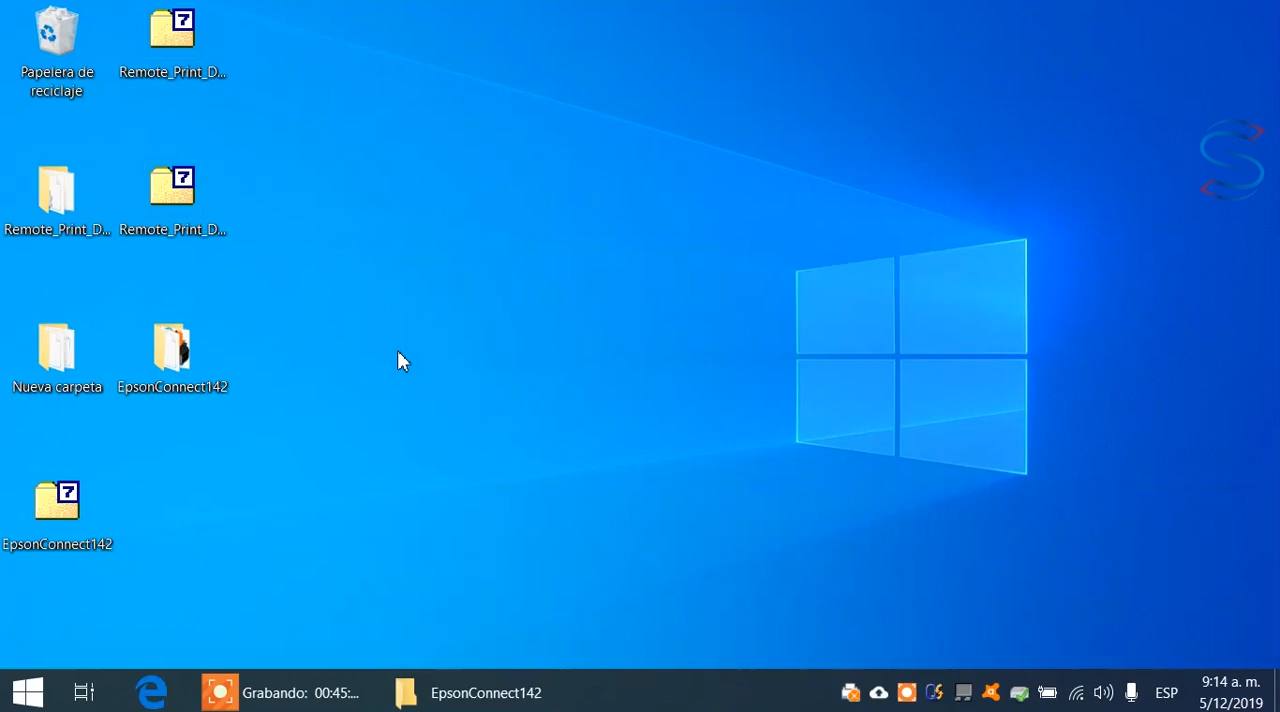 Papelera de
reciclaje
Remote_Print_D...
Remote_Print_D...
Remote_Print_D...
Nueva carpeta
EpsonConnect142
EpsonConnect142
Grabando: 00:45:...
EpsonConnect142
ESP
9:14 a. m.
5/12/2019